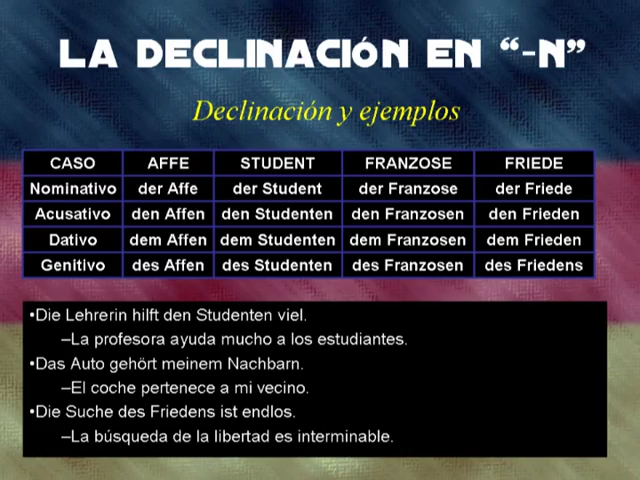 LA DECLINACIÓN EN “-N”
Declinación y ejemplos
CASO AFFE STUDENT FRANZOSE FRIEDE
Nominativo der Affe der Student der Franzose der Friede
Acusativo den Affen den Studenten den Franzosen den Frieden
Dativo dem Affen dem Studenten dem Franzosen dem Frieden
Genitivo des Affen des Studenten des Franzosen des Friedens
•Die Lehrerin hilft den Studenten viel.
–La profesora ayuda mucho a los estudiantes.
•Das Auto gehört meinem Nachbarn.
–El coche pertenece a mi vecino.
•Die Suche des Friedens ist endlos.
–La búsqueda de la libertad es interminable.